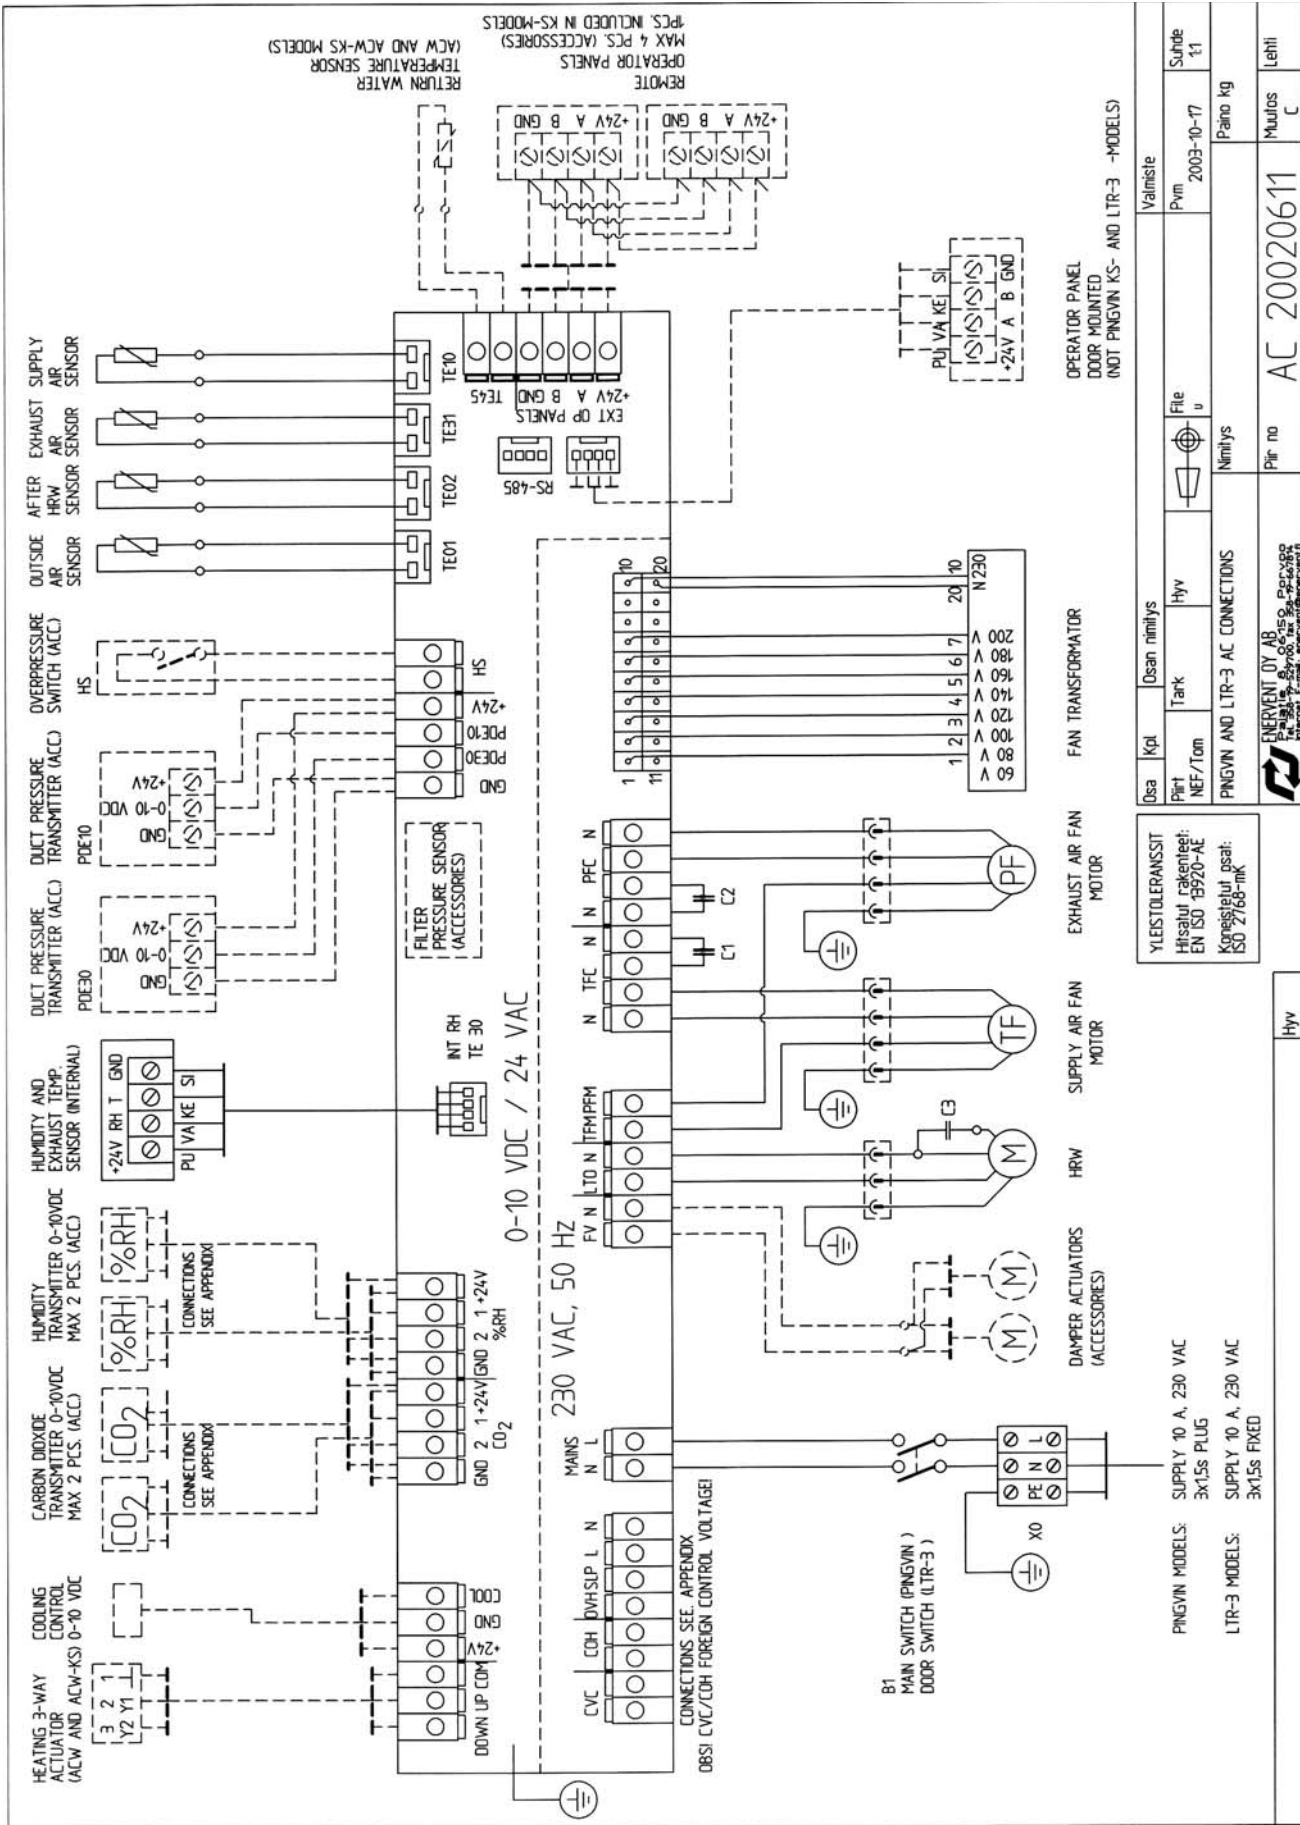 HEATING 3-WAY
ACTUATOR
(ACW AND ACW-KS)
3 2 1
Y2 Y1
COOLING
CONTROL
0-10 VDC
CARBON DIOXIDE
TRANSMITTER 0-10VDC
MAX 2 PCS. (ACC.)
CO2
CO2
CONNECTIONS
SEE APPENDIX
HUMIDITY
TRANSMITTER 0-10VDC
MAX 2 PCS. (ACC.)
%RH
%RH
CONNECTIONS
SEE APPENDIX
HUMIDITY AND
EXHAUST TEMP.
SENSOR (INTERNAL)
+24V RH T GND
PU VA KE SI
DUCT PRESSURE
TRANSMITTER (ACC.)
PDE30
GND
0-10 VDC
+24V
DUCT PRESSURE
TRANSMITTER (ACC.)
PDE10
GND
0-10 VDC
+24V
OVERPRESSURE
SWITCH (ACC.)
HS
OUTSIDE
AIR
SENSOR
AFTER
HRW
SENSOR
EXHAUST
AIR
SENSOR
SUPPLY
AIR
SENSOR
RETURN WATER
TEMPERATURE SENSOR
(ACW AND ACW-KS MODELS)
REMOTE
OPERATOR PANELS
MAX 4 PCS. (ACCESSORIES)
1PCS. INCLUDED IN KS-MODELS
+24V A B GND
+24V A B GND
DOWN UP COM
+24V
GND
COOL
GND 2 1 +24V
CO2
GND 2 1 +24V
%RH
INT RH
TE 30
FILTER
PRESSURE SENSOR
(ACCESSORIES)
GND
PDE30
PDE10
+24V
HS
TE01
TE02
TE31
TE10
TE45
+24V A B GND
EXT OP PANELS
RS-485
0-10 VDC / 24 VAC
230 VAC, 50 Hz
CVC
COH
OVH
SLP
L
N
CONNECTIONS SEE. APPENDIX
OBS! CVC/COH FOREIGN CONTROL VOLTAGE!
MAINS
N L
FV N
LTO N
TFM
PFM
N TFC N
N PFC N
C1
C2
1
10
11
20
PU VA KE SI
+24V A B GND
OPERATOR PANEL
DOOR MOUNTED
(NOT PINGVIN KS- AND LTR-3 -MODELS)
B1
MAIN SWITCH (PINGVIN )
DOOR SWITCH (LTR-3 )
PE N L
X0
M
M
DAMPER ACTUATORS
(ACCESSORIES)
C3
M
HRW
TF
SUPPLY AIR FAN
MOTOR
PF
EXHAUST AIR FAN
MOTOR
1 2 3 4 5 6 7 20 10
60 V
80 V
100 V
120 V
140 V
160 V
180 V
200 V
N 230
FAN TRANSFORMATOR
PINGVIN MODELS: SUPPLY 10 A, 230 VAC
3x1,5s PLUG
LTR-3 MODELS: SUPPLY 10 A, 230 VAC
3x1,5s FIXED
YLEISTOLERANSSIT
Hitsatut rakenteet:
EN ISO 13920-AE
Koneistetut osat:
ISO 2768-mK
Hyv
Osa Kpl Osan nimitys Valmiste
Piirt
NEF/Tom
Tark
Hyv
File
u
Pvm
2003-10-17
Suhde
1:1
PINGVIN AND LTR-3 AC CONNECTIONS
Nimitys
Paino kg
ENERVENT OY AB
Piir no
AC 20020611
Muutos
C
Lehti